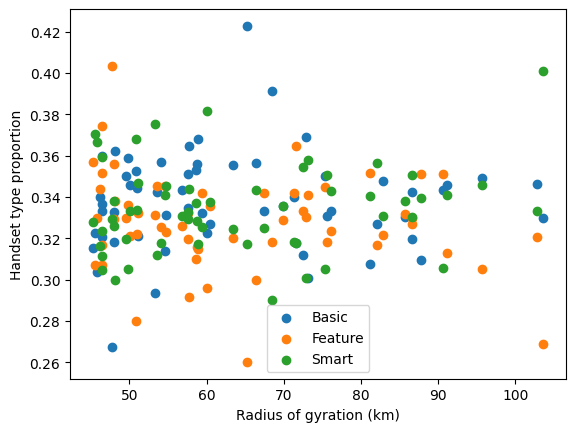 Handset type proportion
0.42
0.40
0.38
0.36
0.34
0.32
0.30
0.28
0.26
Basic
Feature
Smart
50 60 70 80 90 100
Radius of gyration (km)